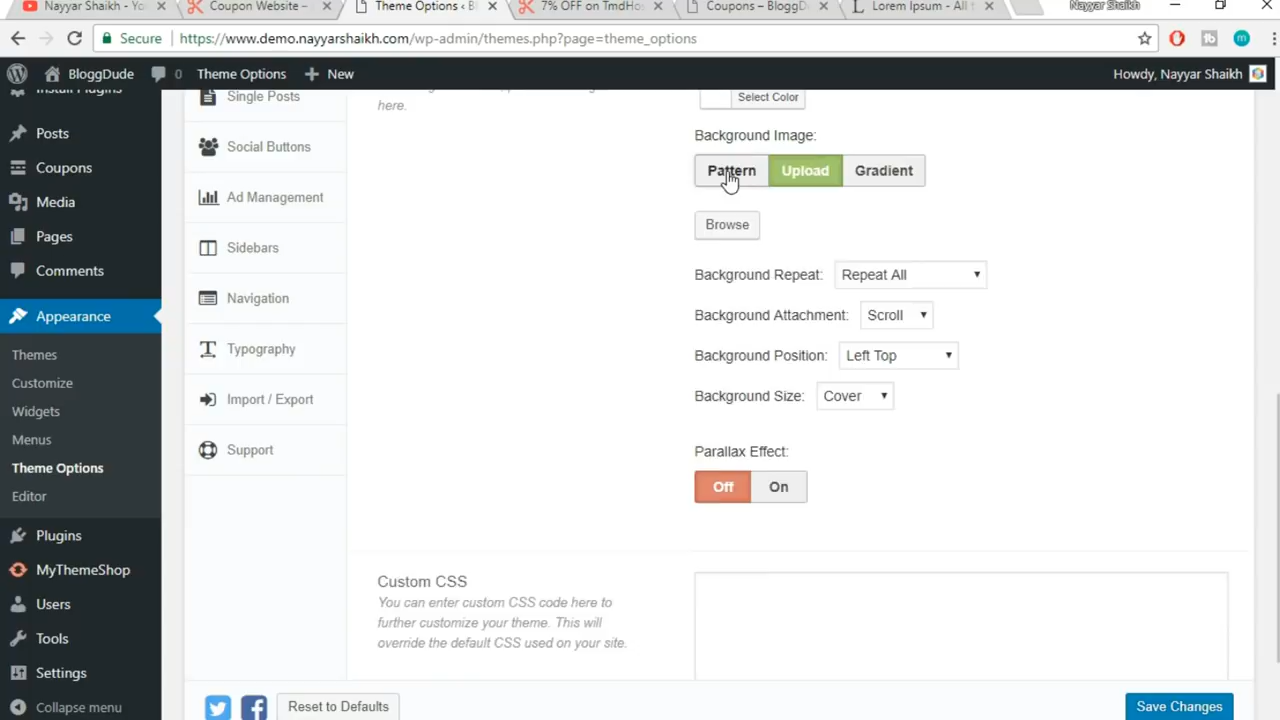 Nayyar Shaikh - Yo
Coupon Website –
Theme Options ‹ B
7% OFF on TmdHos
Coupons – BloggD
Lorem Ipsum - All
Nayyar Shaikh
Secure
https://www.demo.nayyarshaikh.com/wp-admin/themes.php?page=theme_options
BloggDude
0
Theme Options
New
Howdy, Nayyar Shaikh
Install Plugins
Posts
Coupons
Media
Pages
Comments
Appearance
Themes
Customize
Widgets
Menus
Theme Options
Editor
Plugins
MyThemeShop
Users
Tools
Settings
Collapse menu
Single Posts
Social Buttons
Ad Management
Sidebars
Navigation
Typography
Import / Export
Support
here.
Select Color
Background Image:
Pattern
Upload
Gradient
Browse
Background Repeat: Repeat All
Background Attachment: Scroll
Background Position: Left Top
Background Size: Cover
Parallax Effect:
Off
On
Custom CSS
You can enter custom CSS code here to
further customize your theme. This will
override the default CSS used on your site.
Reset to Defaults
Save Changes